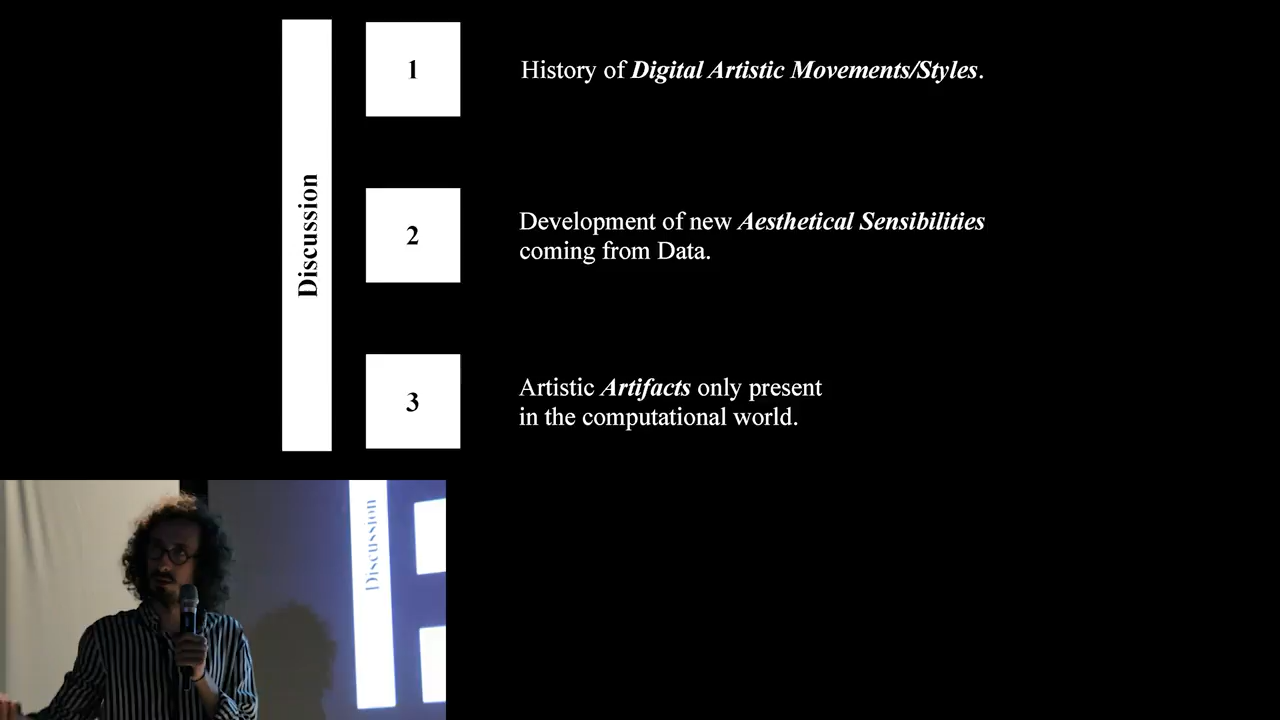 Discussion
1
History of Digital Artistic Movements/Styles.
2
Development of new Aesthetical Sensibilities
coming from Data.
3
Artistic Artifacts only present
in the computational world.
Discussion